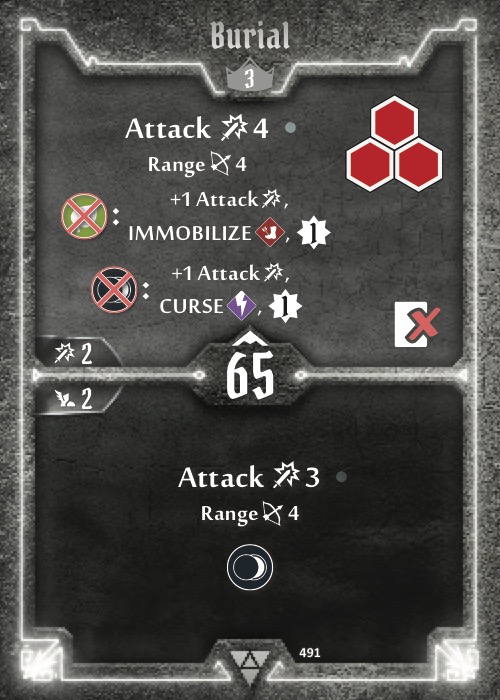 Burial
3
Attack 4
Range 4
+1 Attack,
: IMMOBILIZE, 1
+1 Attack,
: CURSE, 1
2
65
2
Attack 3
Range 4
491